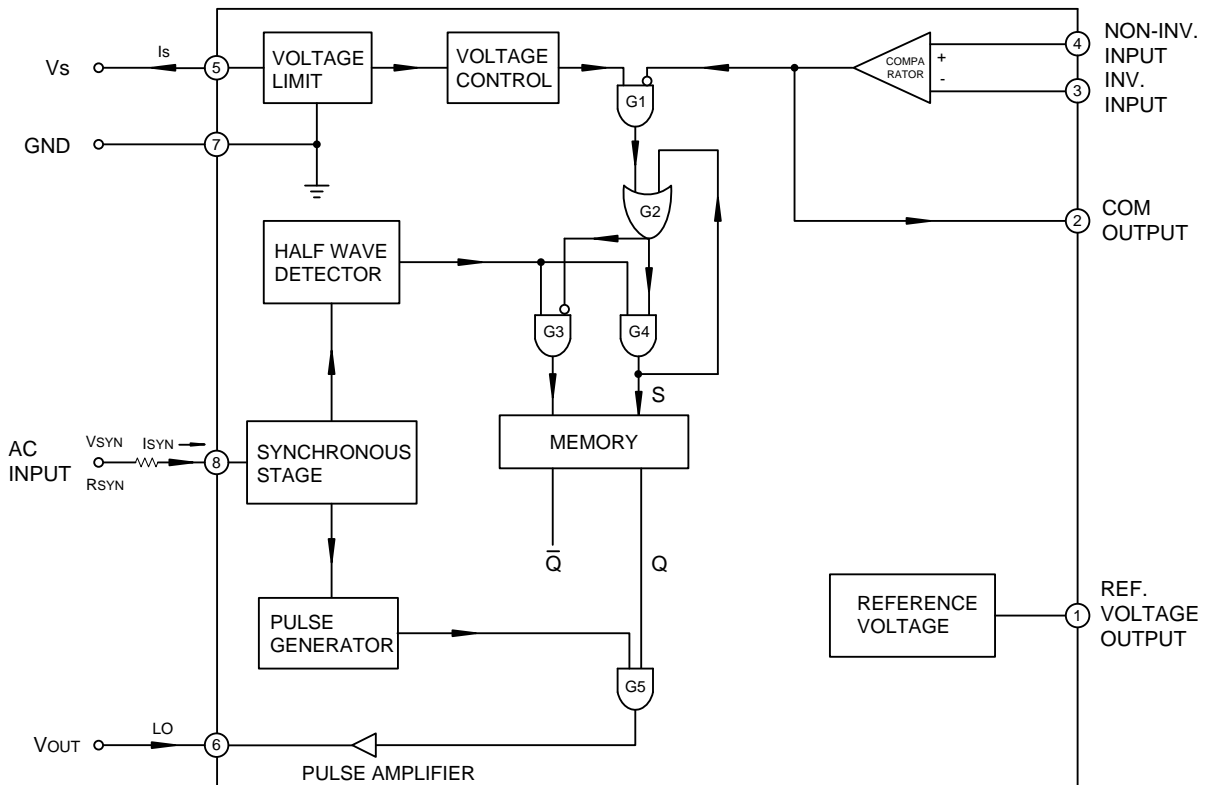 Vs
Is
5
VOLTAGE
LIMIT
VOLTAGE
CONTROL
G1
COMPA
RATOR
+
-
4
NON-INV.
INPUT
3
INV.
INPUT
GND
7
G2
2
COM
OUTPUT
HALF WAVE
DETECTOR
G3
G4
S
MEMORY
AC
INPUT
VSYN
ISYN
RSYN
8
SYNCHRONOUS
STAGE
Q̅
Q
PULSE
GENERATOR
REFERENCE
VOLTAGE
1
REF.
VOLTAGE
OUTPUT
G5
VOUT
LO
6
PULSE AMPLIFIER